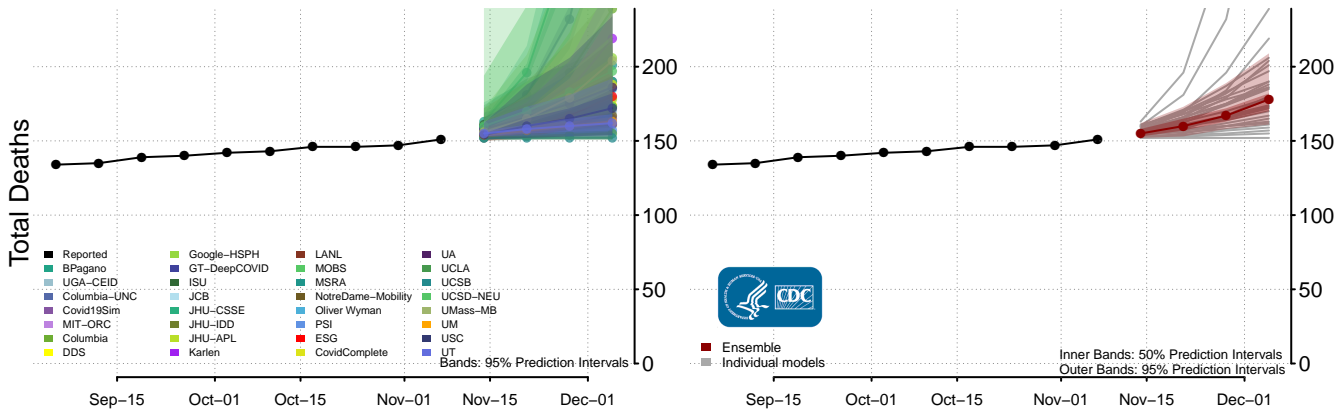 Total Deaths
200
150
100
50
0
Reported
BPagano
UGA−CEID
Columbia−UNC
Covid19Sim
MIT−ORC
Columbia
DDS
Google−HSPH
GT−DeepCOVID
ISU
JCB
JHU−CSSE
JHU−IDD
JHU−APL
Karlen
LANL
MOBS
MSRA
NotreDame−Mobility
Oliver Wyman
PSI
ESG
CovidComplete
UA
UCLA
UCSB
UCSD−NEU
UMass−MB
UM
USC
UT
Bands: 95% Prediction Intervals
Sep−15 Oct−01 Oct−15 Nov−01 Nov−15 Dec−01
200
150
100
50
0
CDC
Ensemble
Individual models
Inner Bands: 50% Prediction Intervals
Outer Bands: 95% Prediction Intervals
Sep−15 Oct−01 Oct−15 Nov−01 Nov−15 Dec−01